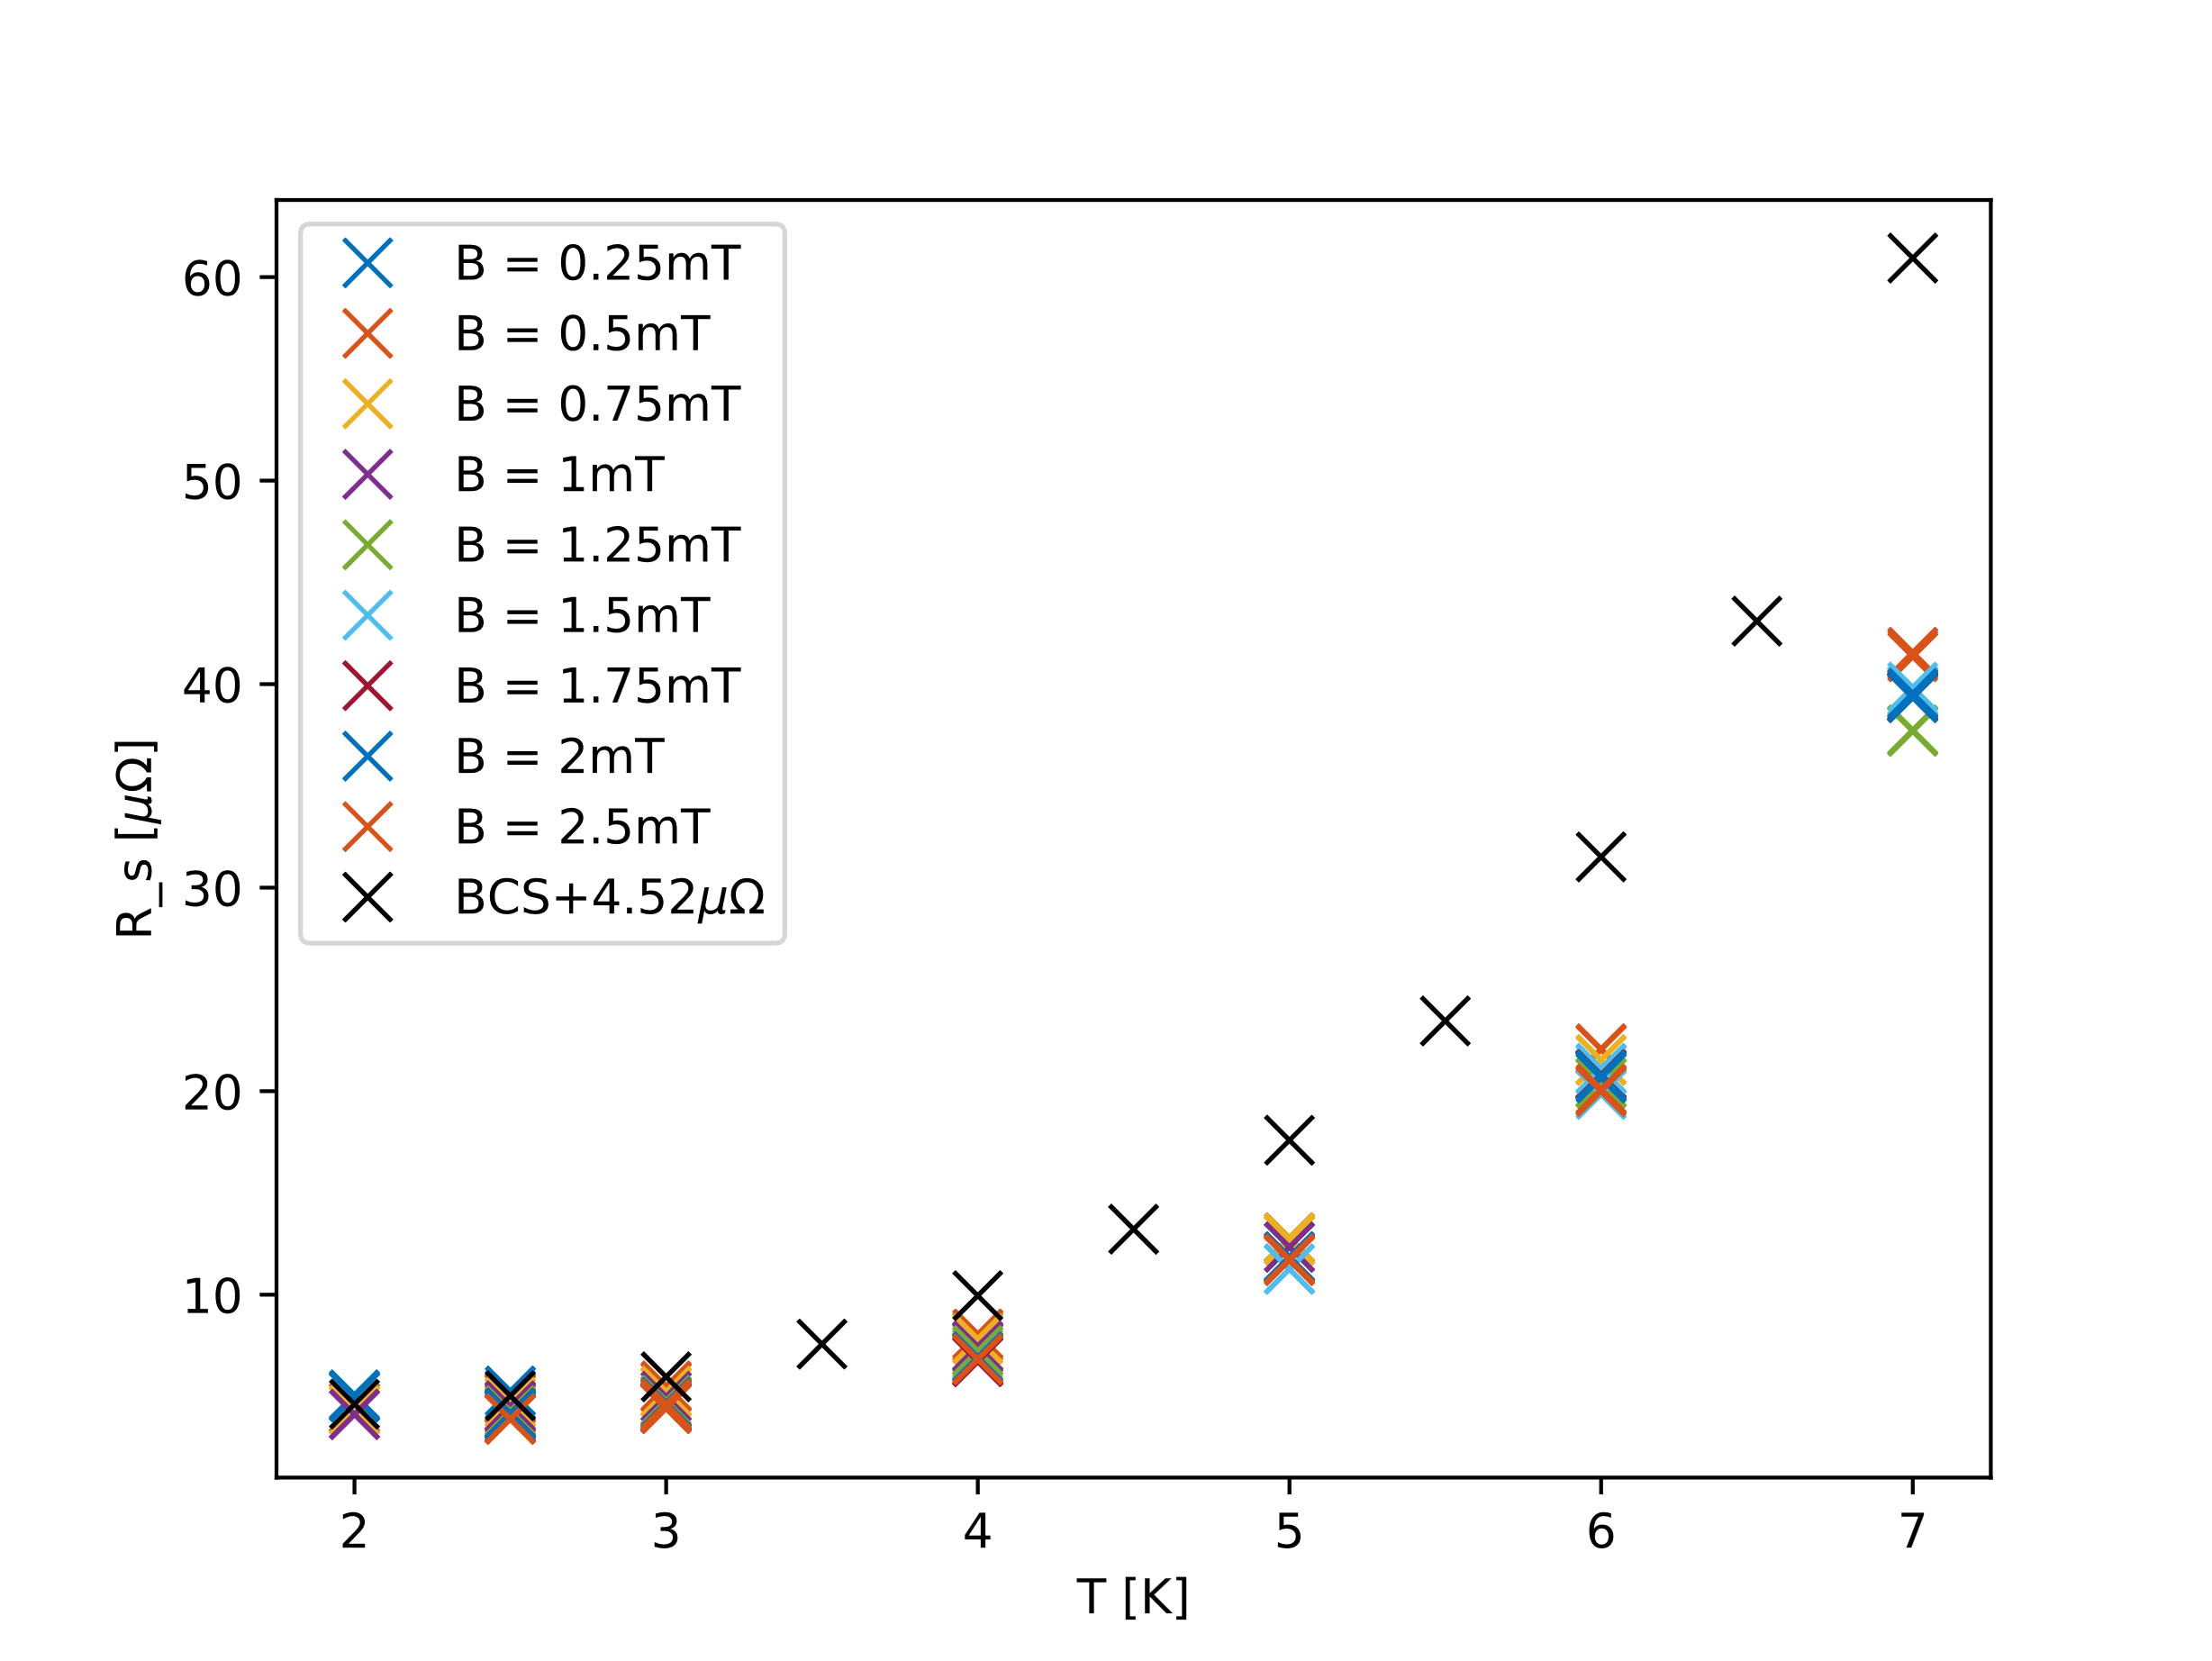 60
50
40
30
20
10
R_s [μΩ]
B = 0.25mT
B = 0.5mT
B = 0.75mT
B = 1mT
B = 1.25mT
B = 1.5mT
B = 1.75mT
B = 2mT
B = 2.5mT
BCS+4.52μΩ
2 3 4 5 6 7
T [K]